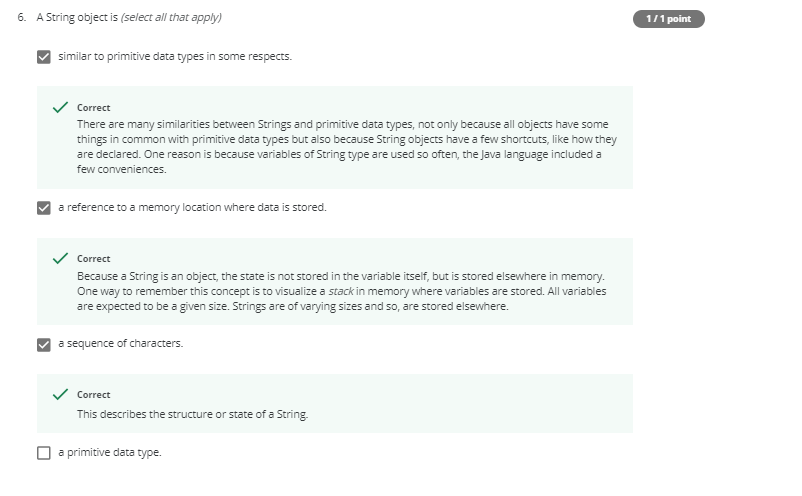 6. A String object is (select all that apply)
1 / 1 point
similar to primitive data types in some respects.
Correct
There are many similarities between Strings and primitive data types, not only because all objects have some
things in common with primitive data types but also because String objects have a few shortcuts, like how they
are declared. One reason is because variables of String type are used so often, the Java language included a
few conveniences.
a reference to a memory location where data is stored.
Correct
Because a String is an object, the state is not stored in the variable itself, but is stored elsewhere in memory.
One way to remember this concept is to visualize a stack in memory where variables are stored. All variables
are expected to be a given size. Strings are of varying sizes and so, are stored elsewhere.
a sequence of characters.
Correct
This describes the structure or state of a String.
a primitive data type.